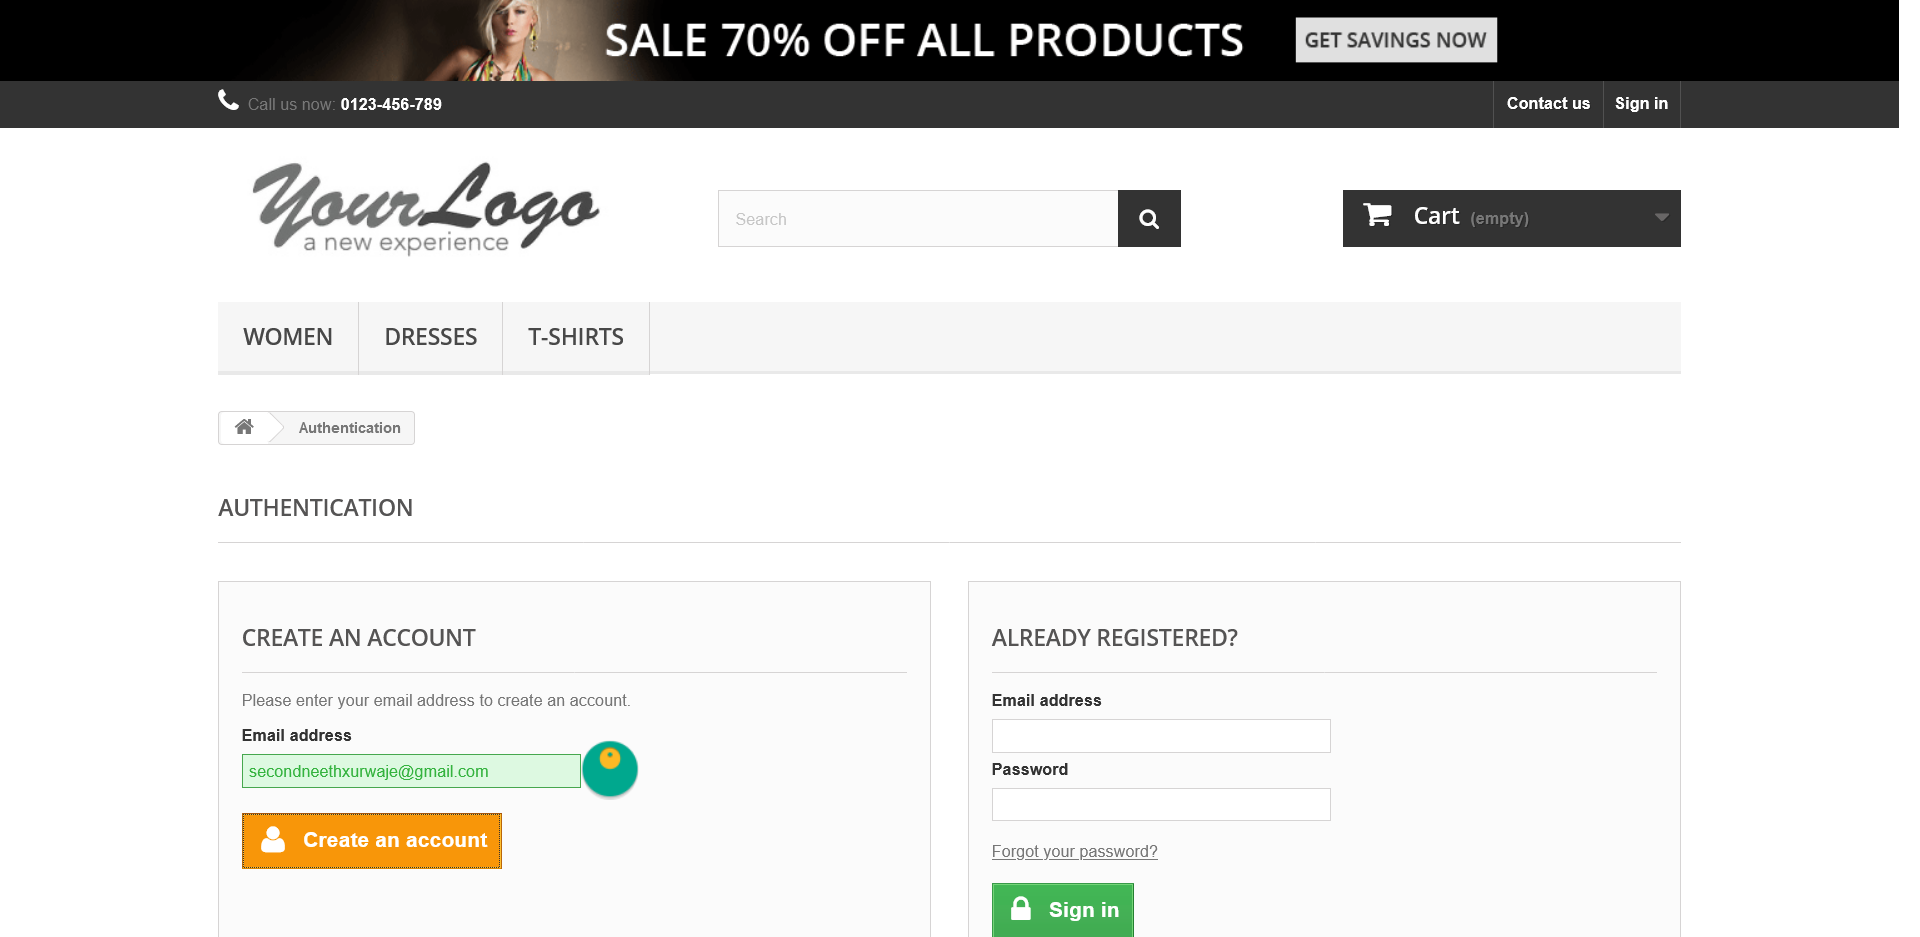 SALE 70% OFF ALL PRODUCTS
GET SAVINGS NOW
Call us now: 0123-456-789
Contact us
Sign in
YourLogo
a new experience
Search
Cart (empty)
WOMEN
DRESSES
T-SHIRTS
Authentication
AUTHENTICATION
CREATE AN ACCOUNT
Please enter your email address to create an account.
Email address
secondneethxurwaje@gmail.com
Create an account
ALREADY REGISTERED?
Email address
Password
Forgot your password?
Sign in